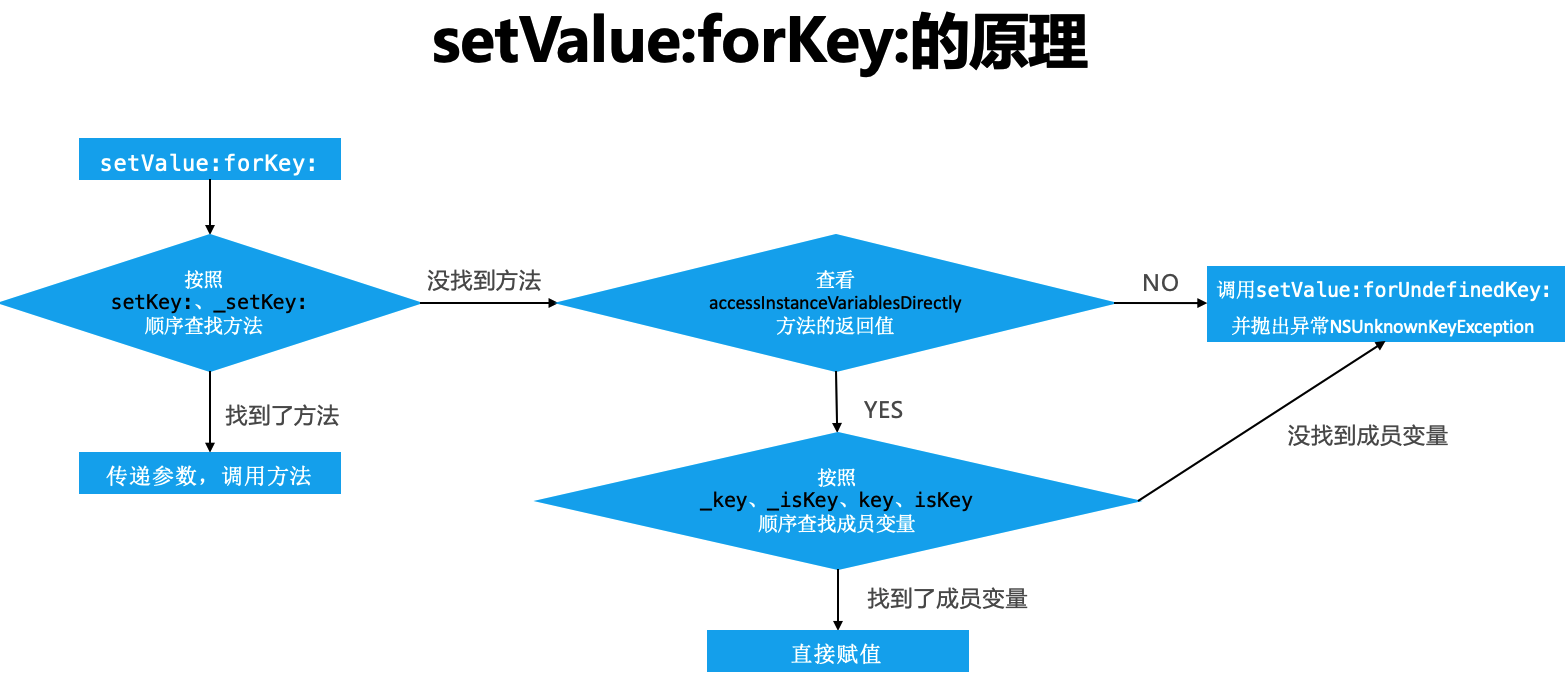 setValue:forKey:的原理
setValue:forKey:
按照
setKey:、_setKey:
顺序查找方法
没找到方法
查看
accessInstanceVariablesDirectly
方法的返回值
NO
调用setValue:forUndefinedKey:
并抛出异常NSUnknownKeyException
找到了方法
传递参数，调用方法
YES
按照
_key、_isKey、key、isKey
顺序查找成员变量
没找到成员变量
找到了成员变量
直接赋值